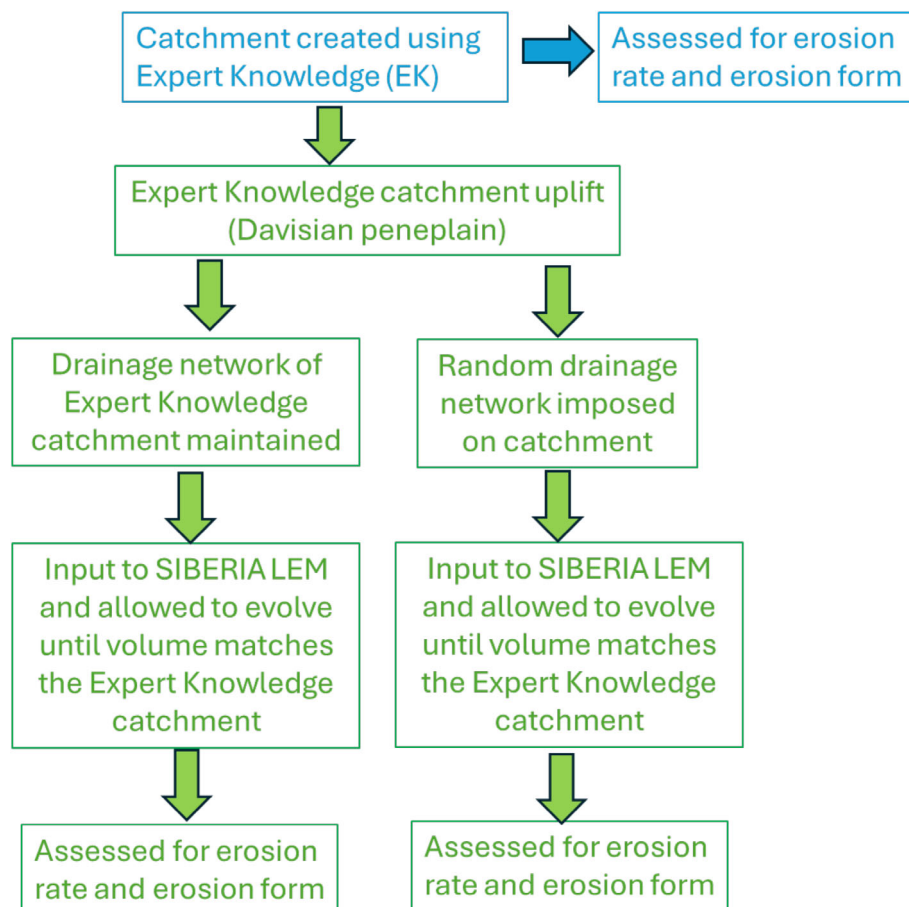 Catchment created using
Expert Knowledge (EK)
Assessed for erosion
rate and erosion form
Expert Knowledge catchment uplift
(Davisian peneplain)
Drainage network of
Expert Knowledge
catchment maintained
Random drainage
network imposed
on catchment
Input to SIBERIA LEM
and allowed to evolve
until volume matches
the Expert Knowledge
catchment
Input to SIBERIA LEM
and allowed to evolve
until volume matches
the Expert Knowledge
catchment
Assessed for erosion
rate and erosion form
Assessed for erosion
rate and erosion form